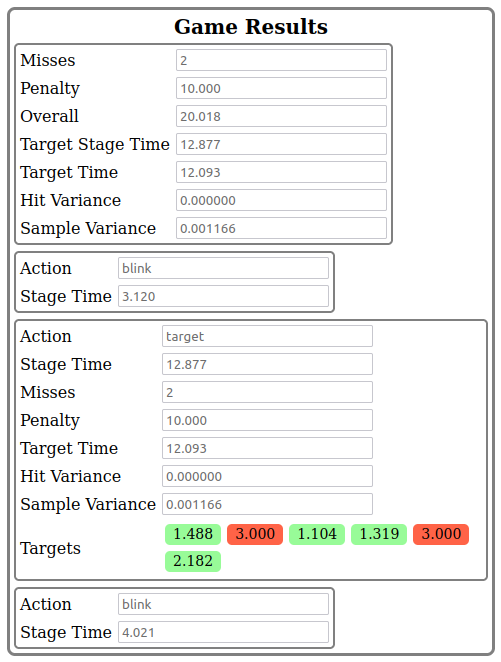 Game Results
Misses 2
Penalty 10.000
Overall 20.018
Target Stage Time 12.877
Target Time 12.093
Hit Variance 0.000000
Sample Variance 0.001166
Action blink
Stage Time 3.120
Action target
Stage Time 12.877
Misses 2
Penalty 10.000
Target Time 12.093
Hit Variance 0.000000
Sample Variance 0.001166
Targets 1.488 3.000 1.104 1.319 3.000
2.182
Action blink
Stage Time 4.021